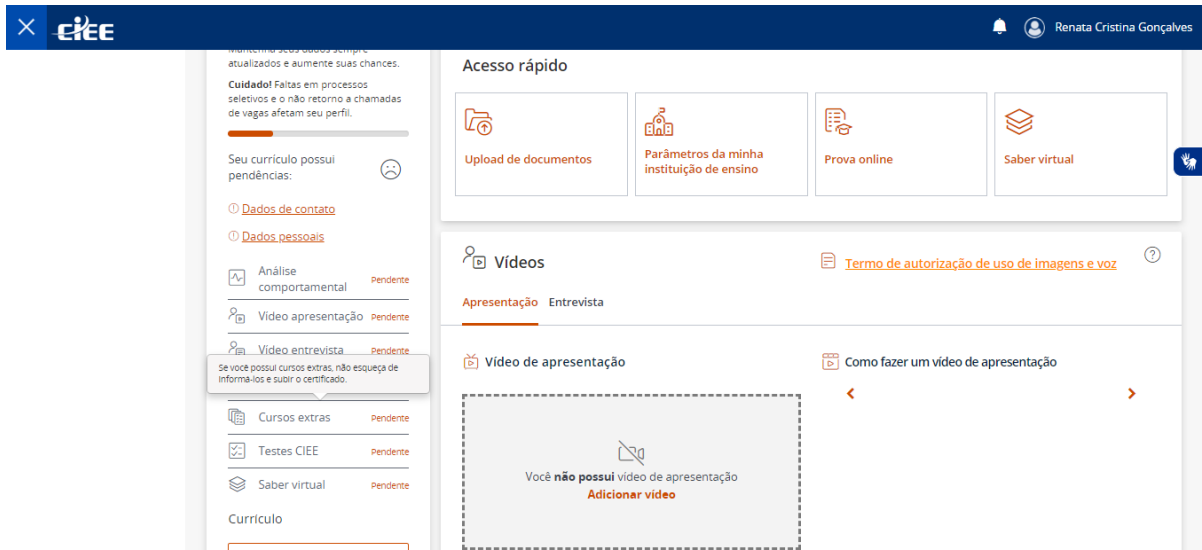 CIEE
Renata Cristina Gonçalves
Mantenha seus dados sempre
atualizados e aumente suas chances.
Cuidado! Faltas em processos
seletivos e o não retorno a chamadas
de vagas afetam seu perfil.
Seu currículo possui
pendências:
Dados de contato
Dados pessoais
Análise
comportamental
Pendente
Vídeo apresentação
Pendente
Vídeo entrevista
Pendente
Se você possui cursos extras, não esqueça de
informá-los e subir o certificado.
Cursos extras
Pendente
Testes CIEE
Pendente
Saber virtual
Pendente
Currículo
Acesso rápido
Upload de documentos
Parâmetros da minha
instituição de ensino
Prova online
Saber virtual
Vídeos
Termo de autorização de uso de imagens e voz
?
Apresentação
Entrevista
Vídeo de apresentação
Você não possui vídeo de apresentação
Adicionar vídeo
Como fazer um vídeo de apresentação